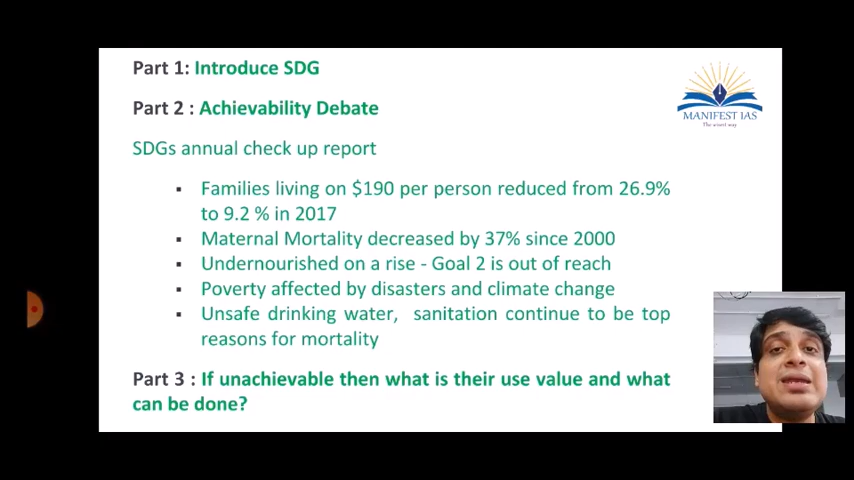 Part 1: Introduce SDG
Part 2 : Achievability Debate
SDGs annual check up report
▪ Families living on $190 per person reduced from 26.9%
to 9.2 % in 2017
▪ Maternal Mortality decreased by 37% since 2000
▪ Undernourished on a rise - Goal 2 is out of reach
▪ Poverty affected by disasters and climate change
▪ Unsafe drinking water, sanitation continue to be top
reasons for mortality
Part 3 : If unachievable then what is their use value and what
can be done?
MANIFEST IAS